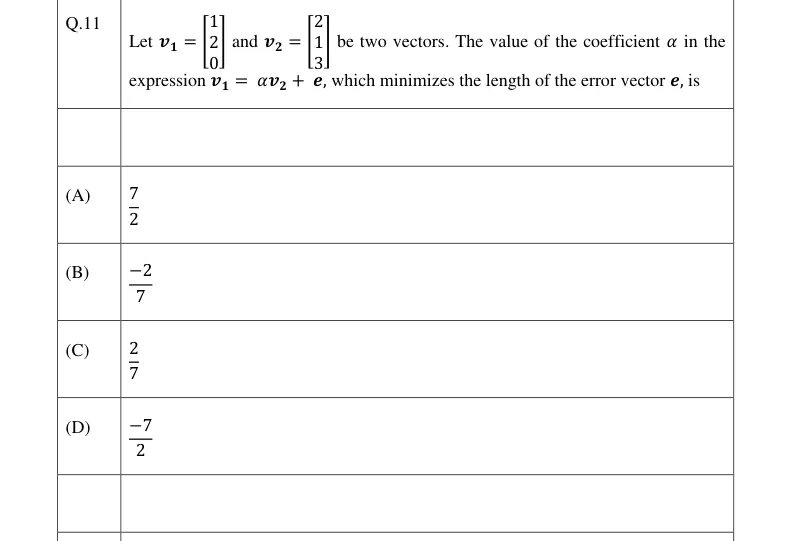 Q.11
Let 𝒗𝟏 = [1 2 0] and 𝒗𝟐 = [2 1 3] be two vectors. The value of the coefficient α in the
expression 𝒗𝟏 = α𝒗𝟐 + 𝒆, which minimizes the length of the error vector 𝒆, is
(A) 7/2
(B) −2/7
(C) 2/7
(D) −7/2